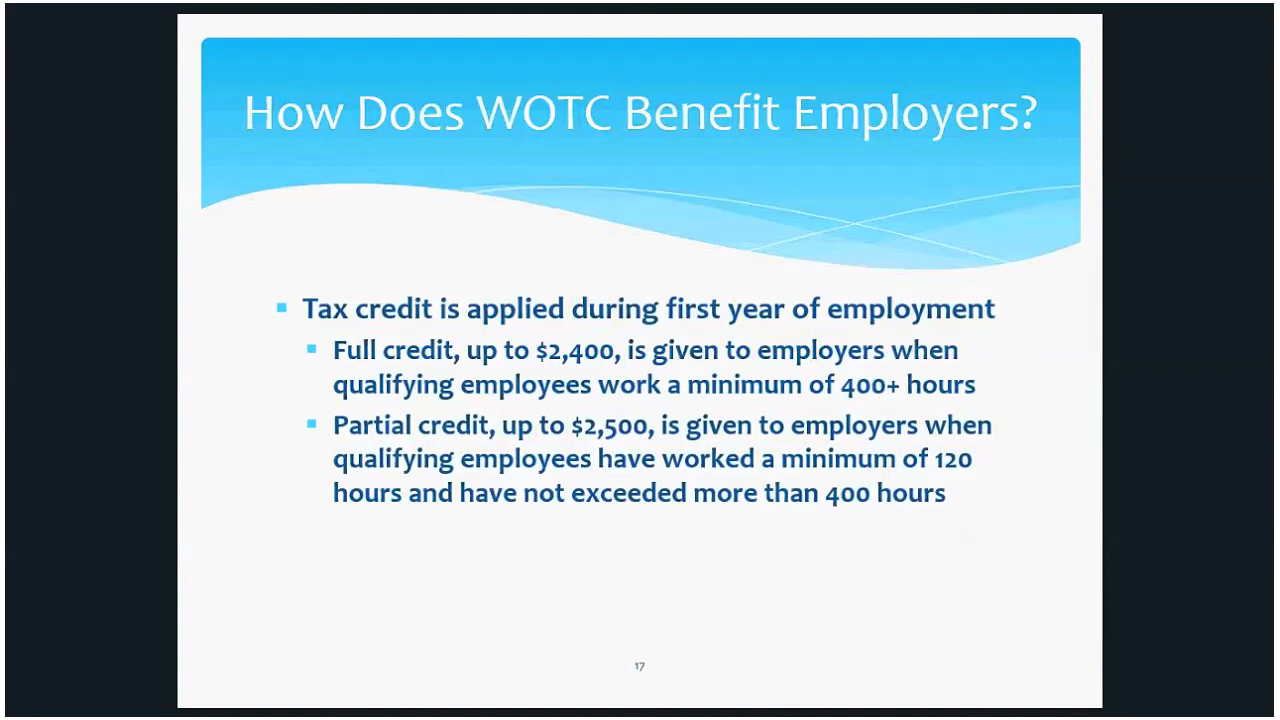 How Does WOTC Benefit Employers?
Tax credit is applied during first year of employment
Full credit, up to $2,400, is given to employers when
qualifying employees work a minimum of 400+ hours
Partial credit, up to $2,500, is given to employers when
qualifying employees have worked a minimum of 120
hours and have not exceeded more than 400 hours
17